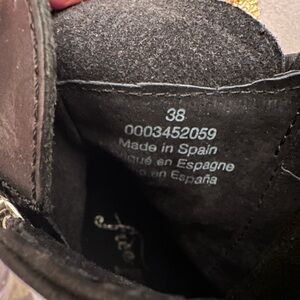 38
0003452059
Made in Spain
en Espagne
en España